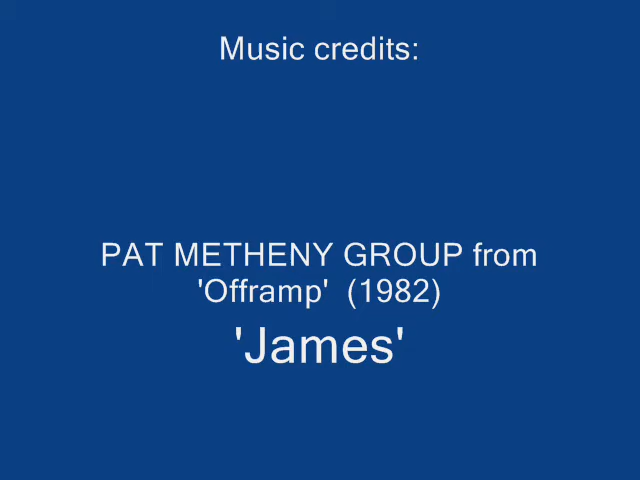 Music credits:
PAT METHENY GROUP from
'Offramp'  (1982)
'James'